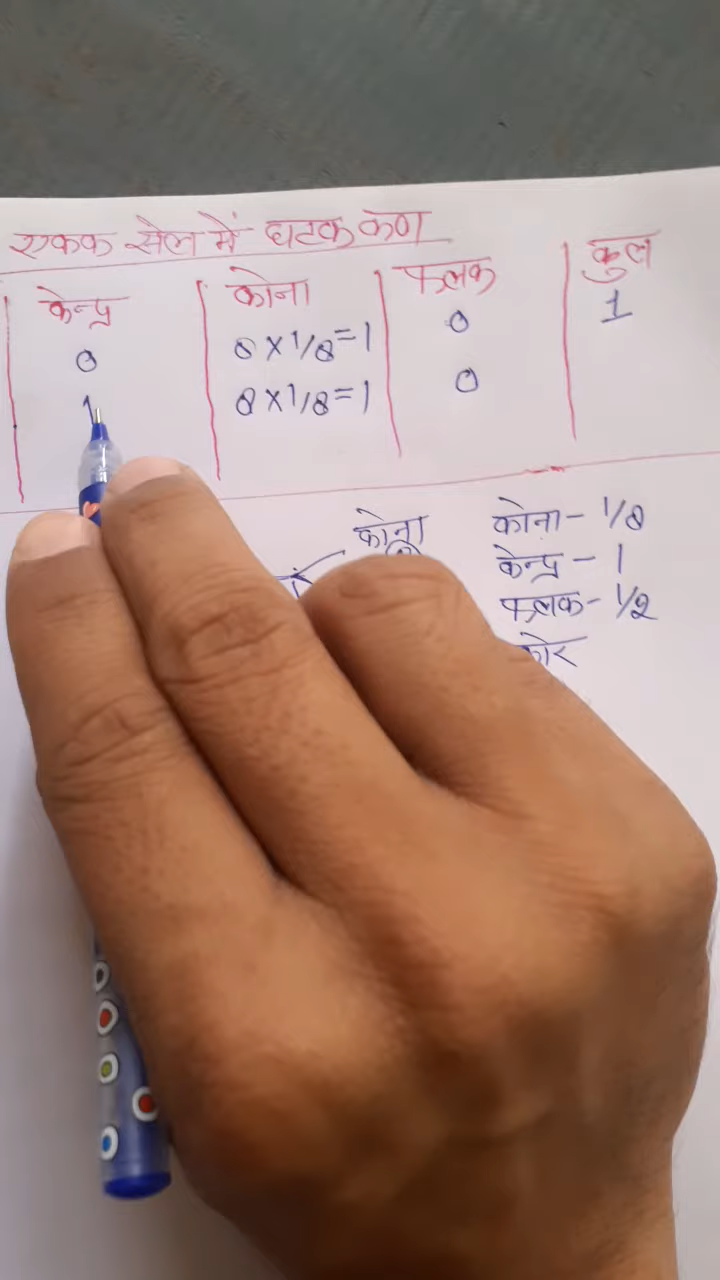 एकक सेल में घटक कण
केन्द्र कोना फलक कुल
0 8 × 1/8 = 1 0 1
1 8 × 1/8 = 1 0
कोना
कोना - 1/8
केन्द्र - 1
फलक - 1/2
कोर